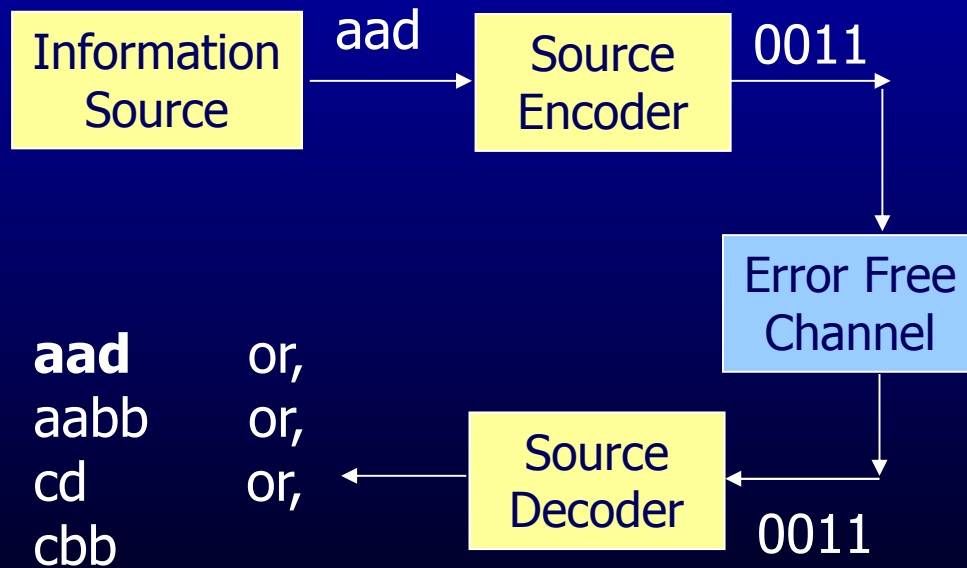 Information
Source
aad
Source
Encoder
0011
Error Free
Channel
0011
Source
Decoder
aad or,
aabb or,
cd or,
cbb